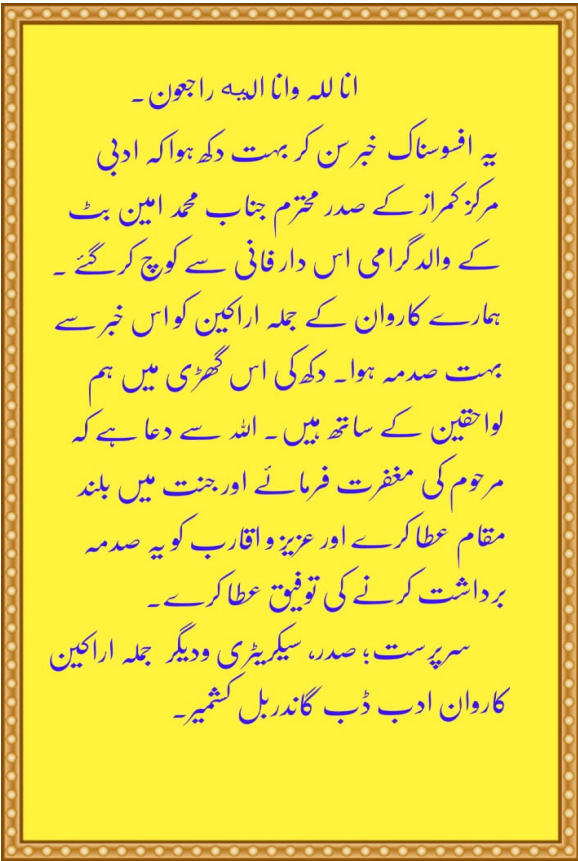 انا للہ وانا الیہ راجعون۔
یہ افسوسناک خبر سن کر بہت دکھ ہوا کہ ادبی
مرکز کمراز کے صدر محترم جناب محمد امین بٹ
کے والد گرامی اس دار فانی سے کوچ کر گئے ۔
ہمارے کاروان کے جملہ اراکین کو اس خبر سے
بہت صدمہ ہوا۔ دکھ کی اس گھڑی میں ہم
لواحقین کے ساتھ ہیں۔ اللہ سے دعا ہے کہ
مرحوم کی مغفرت فرمائے اور جنت میں بلند
مقام عطا کرے اور عزیز و اقارب کو یہ صدمہ
برداشت کرنے کی توفیق عطا کرے۔
سرپرست؛ صدر، سیکریٹری ودیگر جملہ اراکین
کاروان ادب ڈب گاندربل کشمیر۔